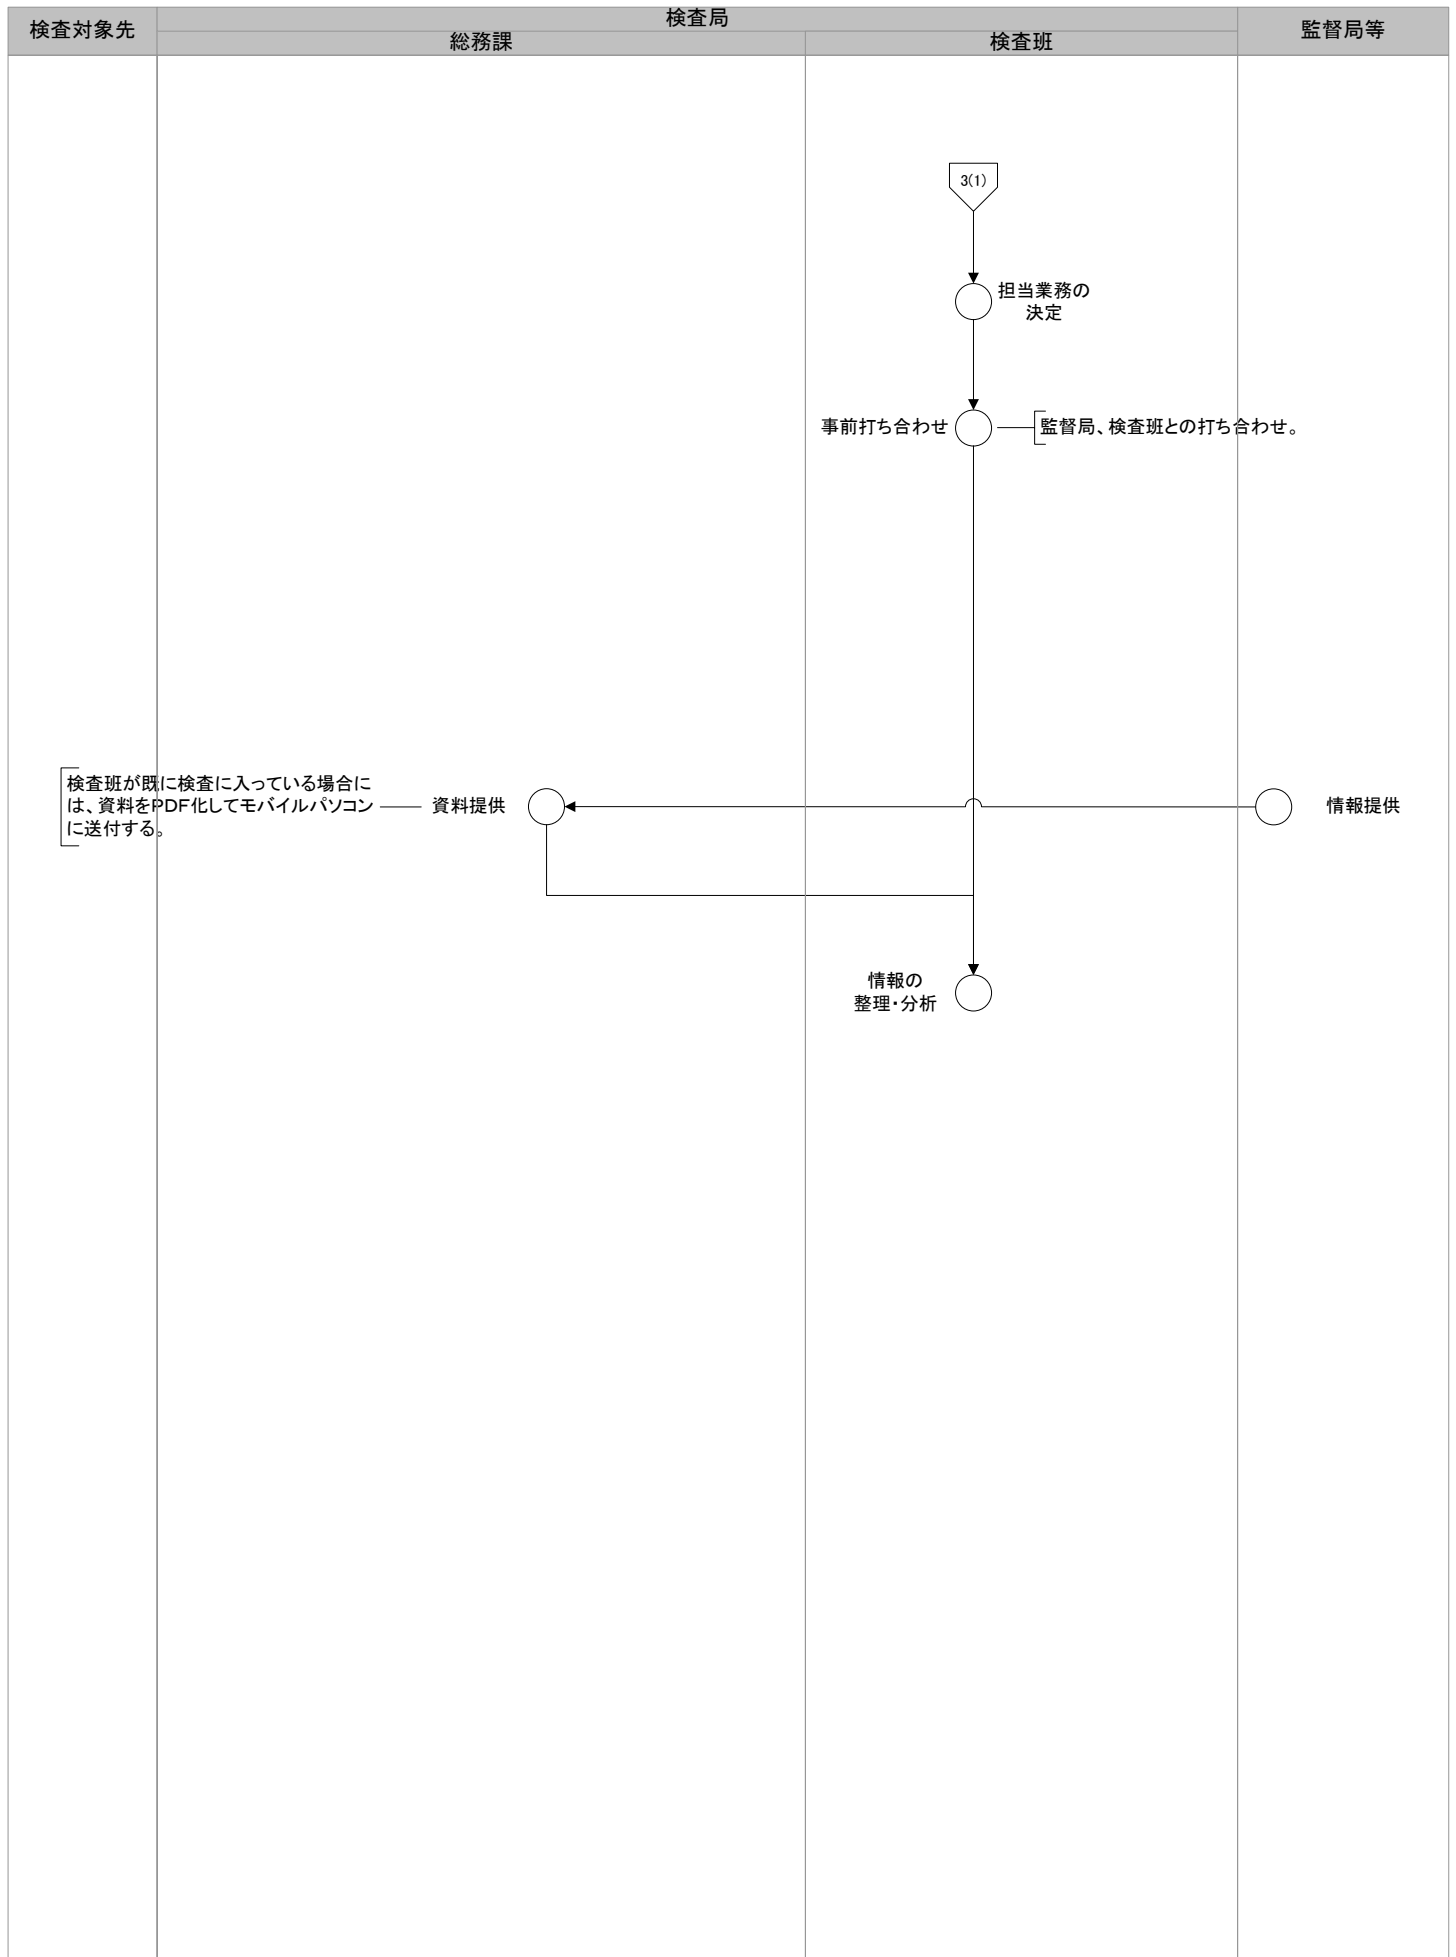 検査対象先
検査局
監督局等
総務課
検査班
3(1)
担当業務の
決定
事前打ち合わせ
監督局、検査班との打ち合わせ。
検査班が既に検査に入っている場合に
は、資料をPDF化してモバイルパソコン
に送付する。
資料提供
情報提供
情報の
整理・分析